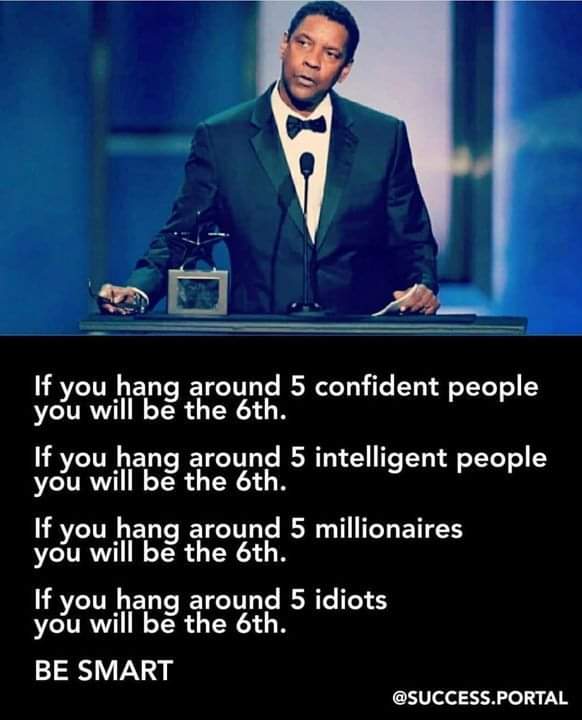 If you hang around 5 confident people
you will be the 6th.
If you hang around 5 intelligent people
you will be the 6th.
If you hang around 5 millionaires
you will be the 6th.
If you hang around 5 idiots
you will be the 6th.
BE SMART
@SUCCESS.PORTAL